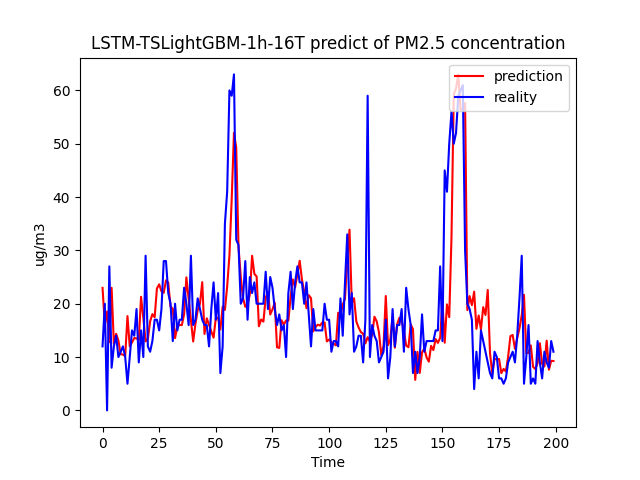 LSTM-TSLightGBM-1h-16T predict of PM2.5 concentration
prediction
reality
ug/m3
60
50
40
30
20
10
0
0 25 50 75 100 125 150 175 200
Time